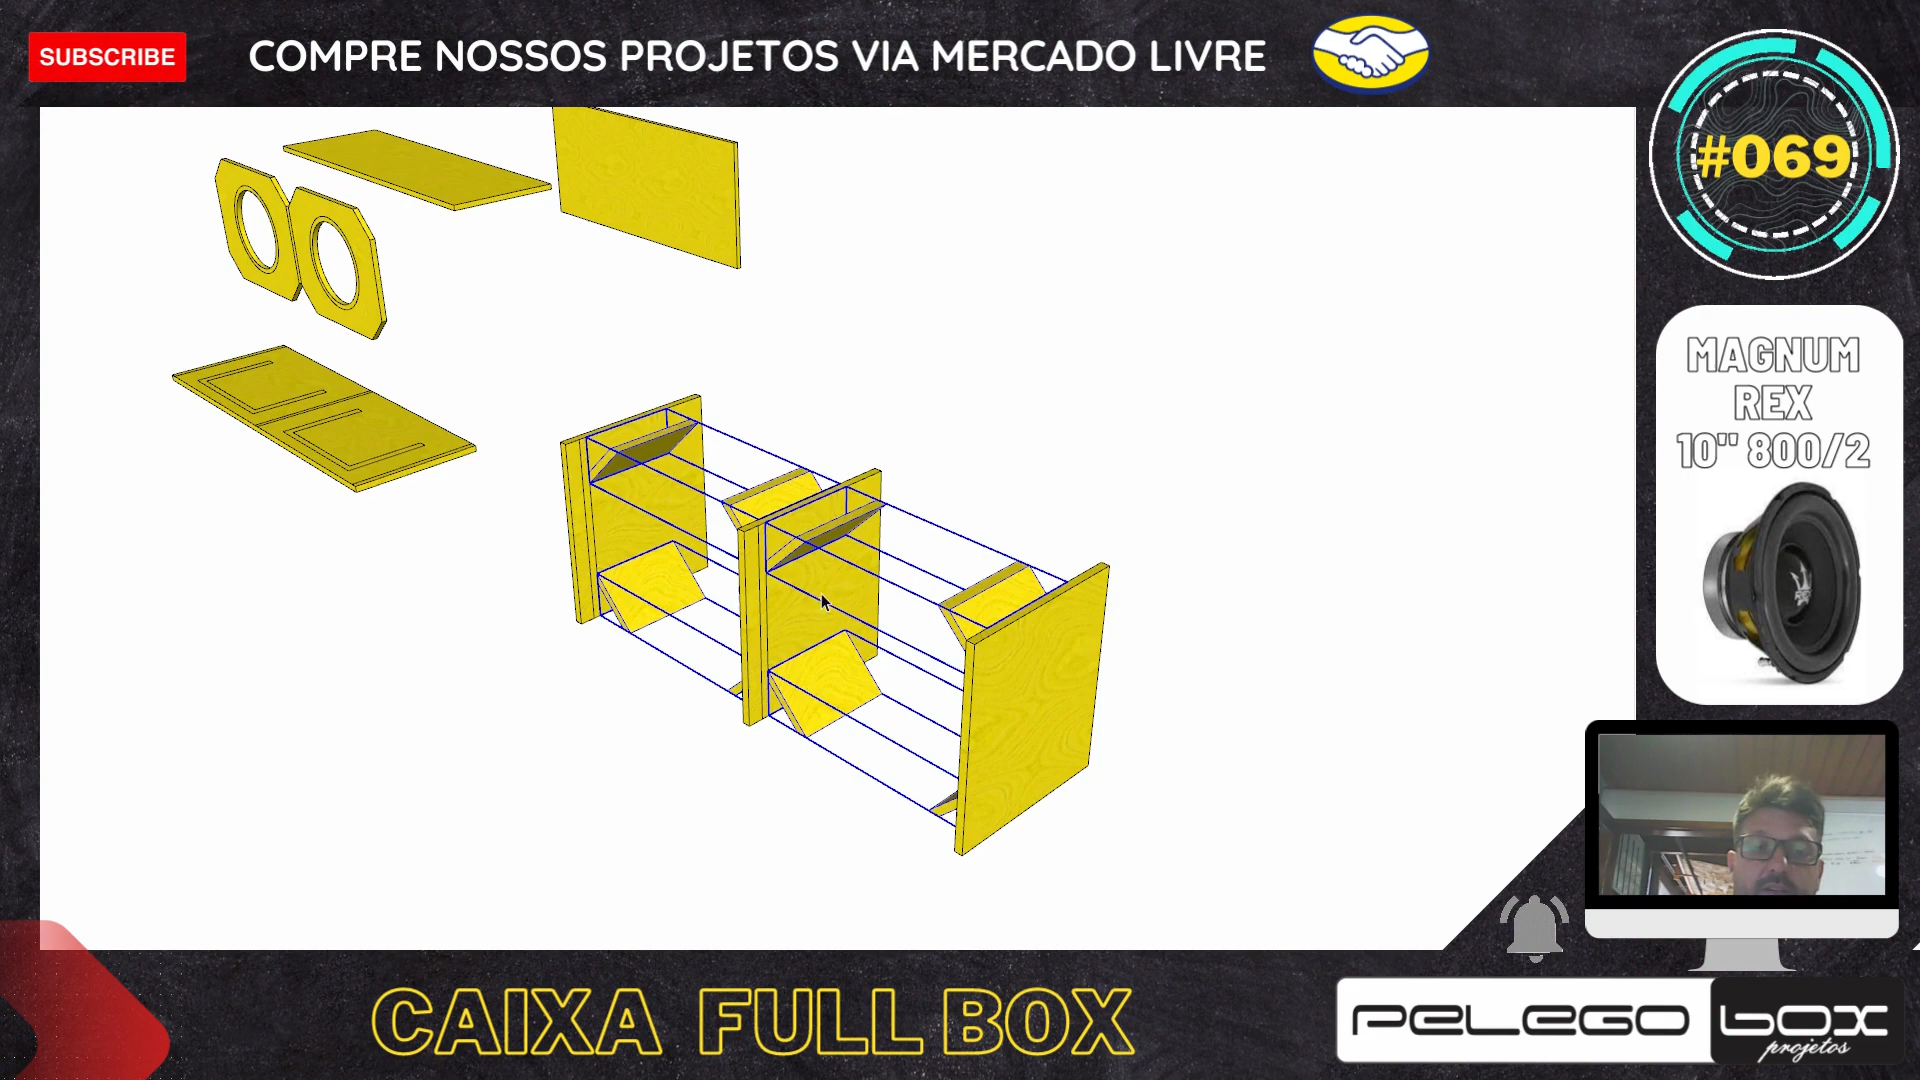 SUBSCRIBE
COMPRE NOSSOS PROJETOS VIA MERCADO LIVRE
#069
MAGNUM
REX
10" 800/2
CAIXA FULL BOX
PELEGO box
projetos